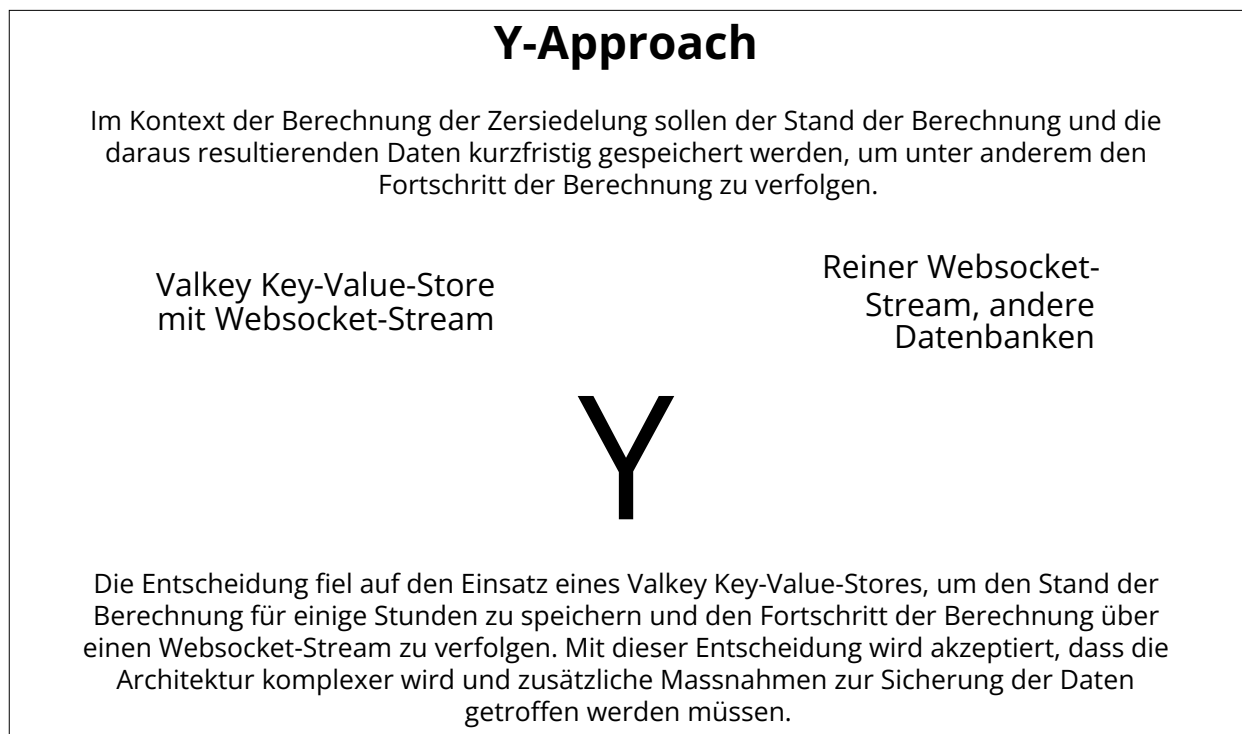 Y-Approach
Im Kontext der Berechnung der Zersiedelung sollen der Stand der Berechnung und die
daraus resultierenden Daten kurzfristig gespeichert werden, um unter anderem den
Fortschritt der Berechnung zu verfolgen.
Valkey Key-Value-Store
mit Websocket-Stream
Reiner Websocket-
Stream, andere
Datenbanken
Y
Die Entscheidung fiel auf den Einsatz eines Valkey Key-Value-Stores, um den Stand der
Berechnung für einige Stunden zu speichern und den Fortschritt der Berechnung über
einen Websocket-Stream zu verfolgen. Mit dieser Entscheidung wird akzeptiert, dass die
Architektur komplexer wird und zusätzliche Massnahmen zur Sicherung der Daten
getroffen werden müssen.